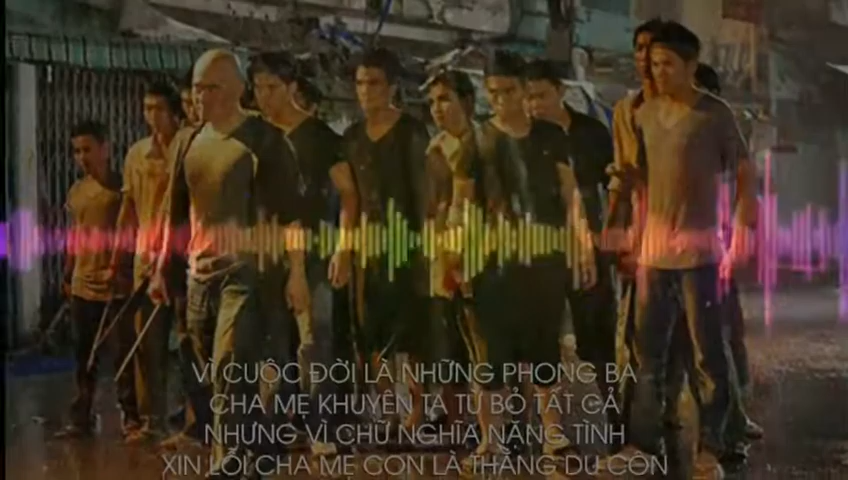 VÌ CUỘC ĐỜI LÀ NHỮNG PHONG BA
CHA MẸ KHUYÊN TA TỪ BỎ TẤT CẢ
NHƯNG VÌ CHỮ NGHĨA NẶNG TÌNH
XIN LỖI CHA MẸ CON LÀ THẰNG DU CÔN